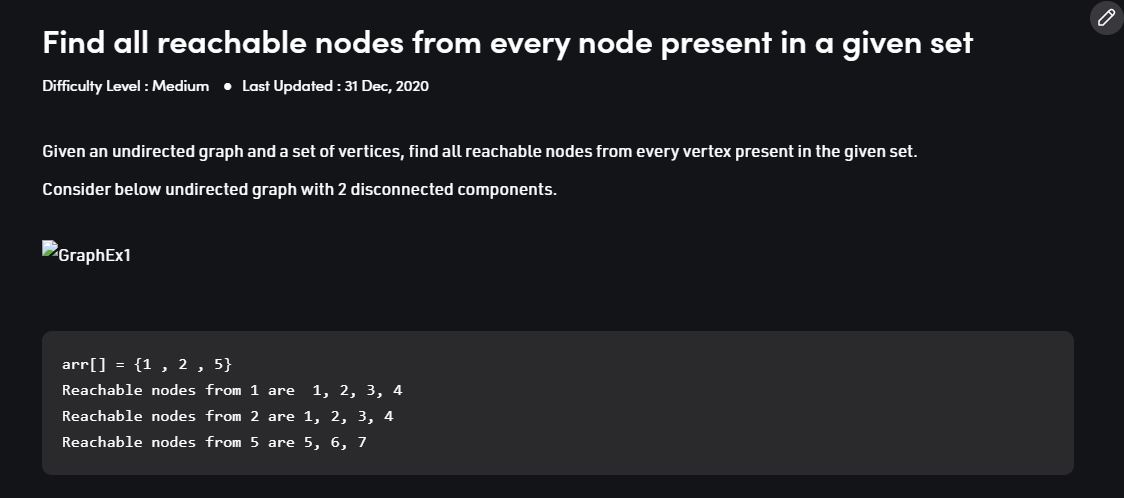 Find all reachable nodes from every node present in a given set
Difficulty Level : Medium ● Last Updated : 31 Dec, 2020
Given an undirected graph and a set of vertices, find all reachable nodes from every vertex present in the given set.
Consider below undirected graph with 2 disconnected components.
GraphEx1
arr[] = {1 , 2 , 5}
Reachable nodes from 1 are  1, 2, 3, 4
Reachable nodes from 2 are 1, 2, 3, 4
Reachable nodes from 5 are 5, 6, 7